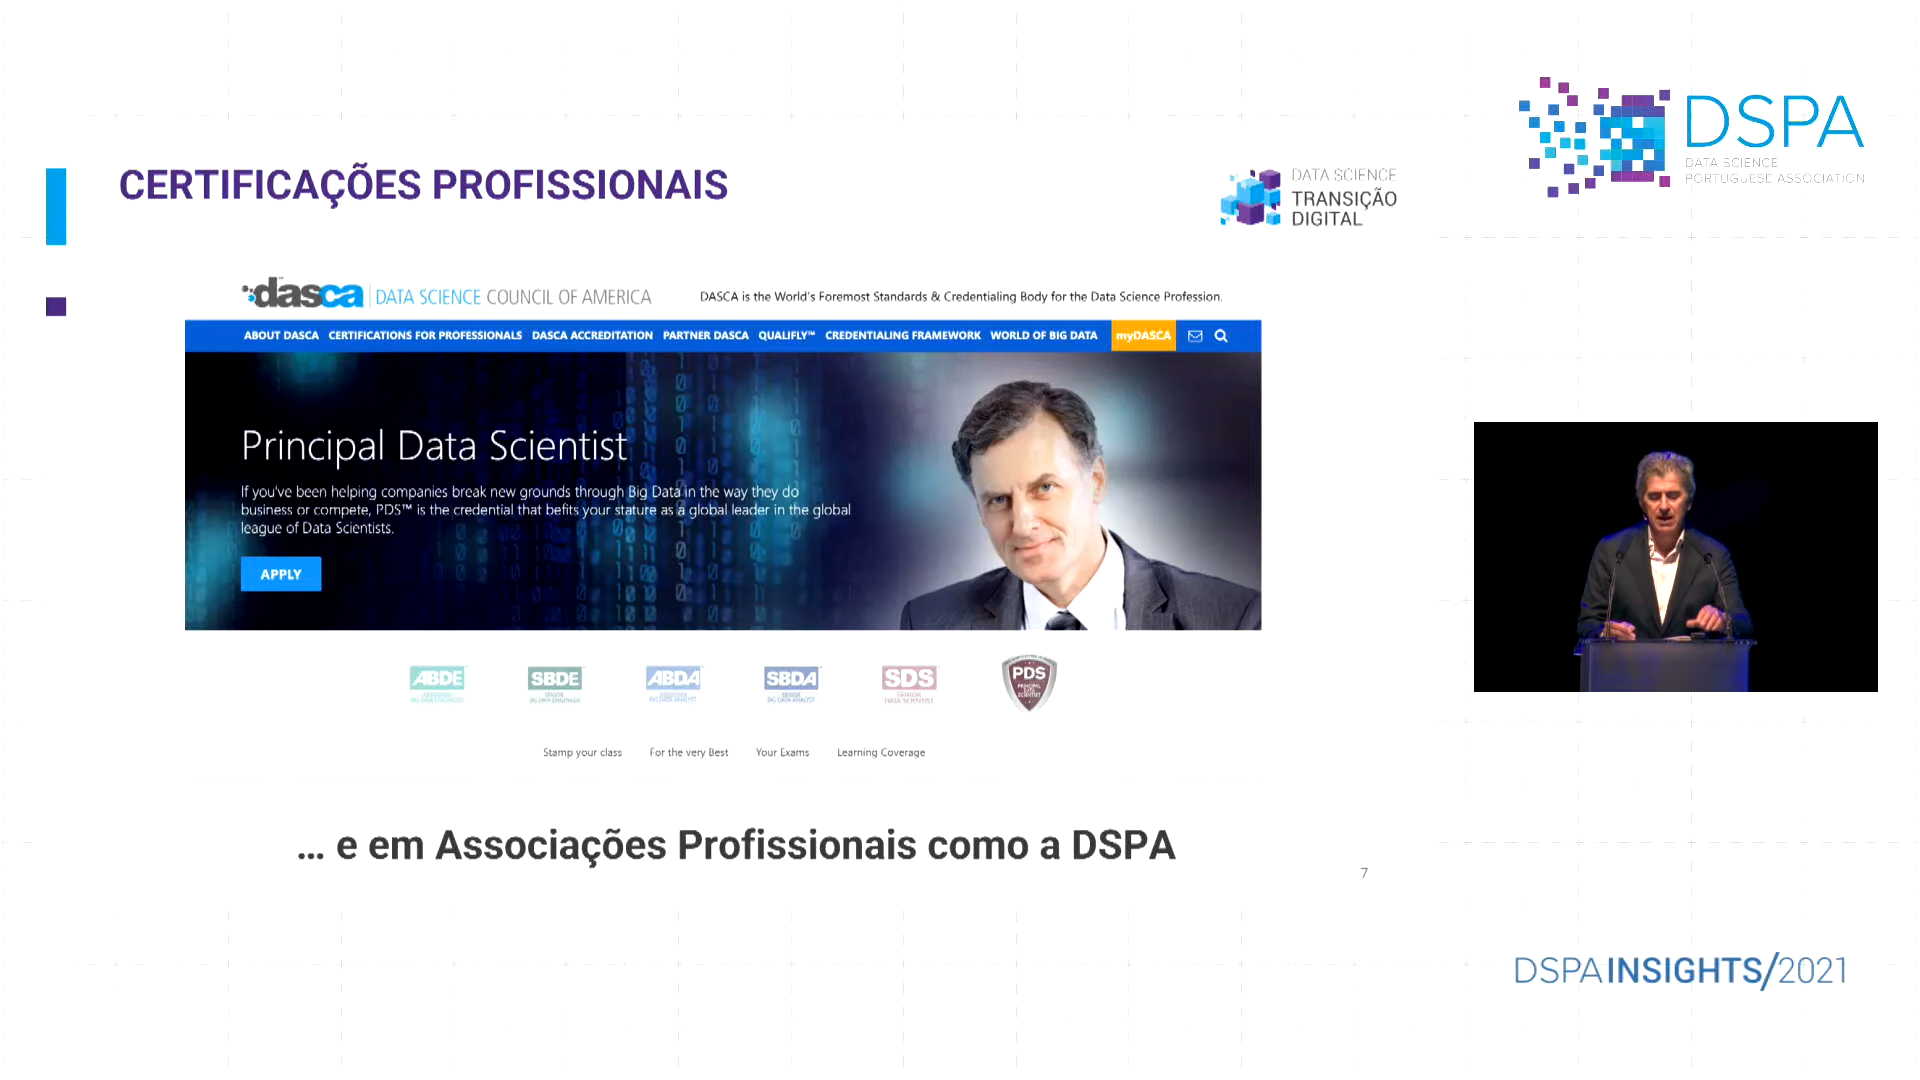 CERTIFICAÇÕES PROFISSIONAIS
DATA SCIENCE
TRANSIÇÃO
DIGITAL
DSPA
DATA SCIENCE
PORTUGUESE ASSOCIATION
dasca DATA SCIENCE COUNCIL OF AMERICA
DASCA is the World's Foremost Standards & Credentialing Body for the Data Science Profession.
ABOUT DASCA CERTIFICATIONS FOR PROFESSIONALS DASCA ACCREDITATION PARTNER DASCA QUALIFLY™ CREDENTIALING FRAMEWORK WORLD OF BIG DATA myDASCA
Principal Data Scientist
If you've been helping companies break new grounds through Big Data in the way they do
business or compete, PDS™ is the credential that befits your stature as a global leader in the global
league of Data Scientists.
APPLY
ABDE SBDE ABDA SBDA SDS PDS
PRINCIPAL
DATA
SCIENTIST
Stamp your class For the very Best Your Exams Learning Coverage
... e em Associações Profissionais como a DSPA
7
DSPAINSIGHTS/2021